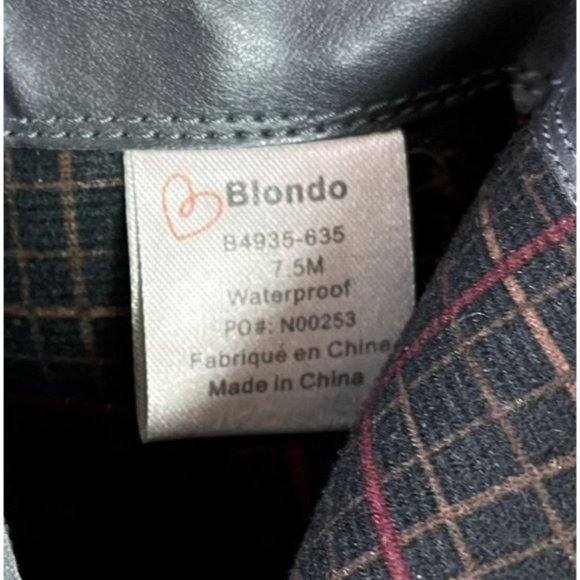 Blondo
B4935-635
7.5M
Waterproof
PO#: N00253
Fabriqué en Chine
Made in China